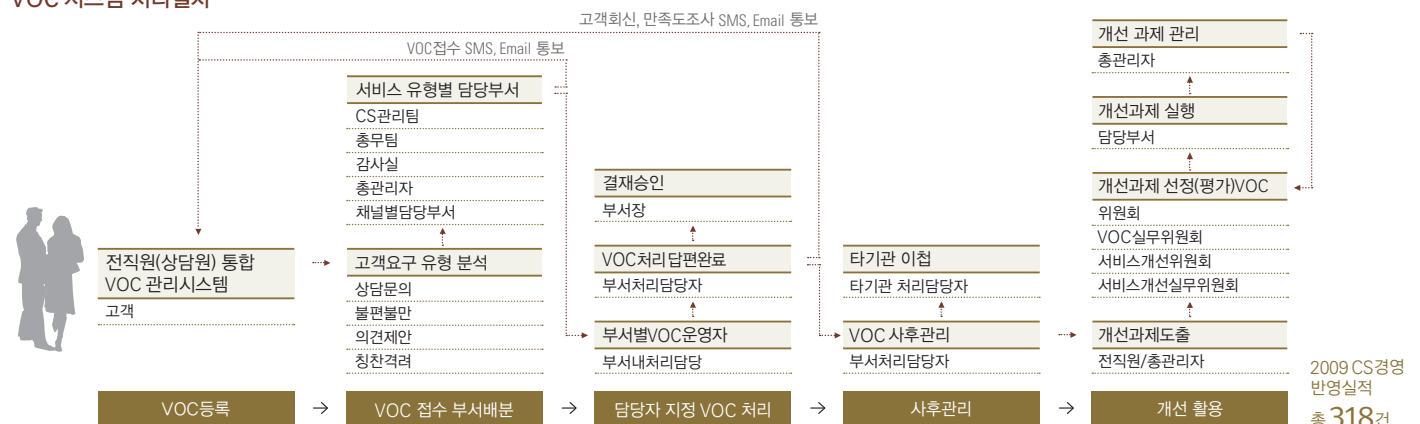 VOC 시스템 처리절차
고객회신, 만족도조사 SMS, Email 통보
VOC접수 SMS, Email 통보
전직원(상담원) 통합
VOC 관리시스템
고객
VOC등록
서비스 유형별 담당부서
CS관리팀
총무팀
감사실
총관리자
채널별담당부서
고객요구 유형 분석
상담문의
불편불만
의견제안
칭찬격려
VOC 접수 부서배분
결재승인
부서장
VOC처리답편완료
부서처리담당자
부서별VOC운영자
부서내처리담당
담당자 지정 VOC 처리
타기관 이첩
타기관 처리담당자
VOC 사후관리
부서처리담당자
사후관리
개선 과제 관리
총관리자
개선과제 실행
담당부서
개선과제 선정(평가)VOC
위원회
VOC실무위원회
서비스개선위원회
서비스개선실무위원회
개선과제도출
전직원/총관리자
개선 활용
2009 CS경영
반영실적
총 318건